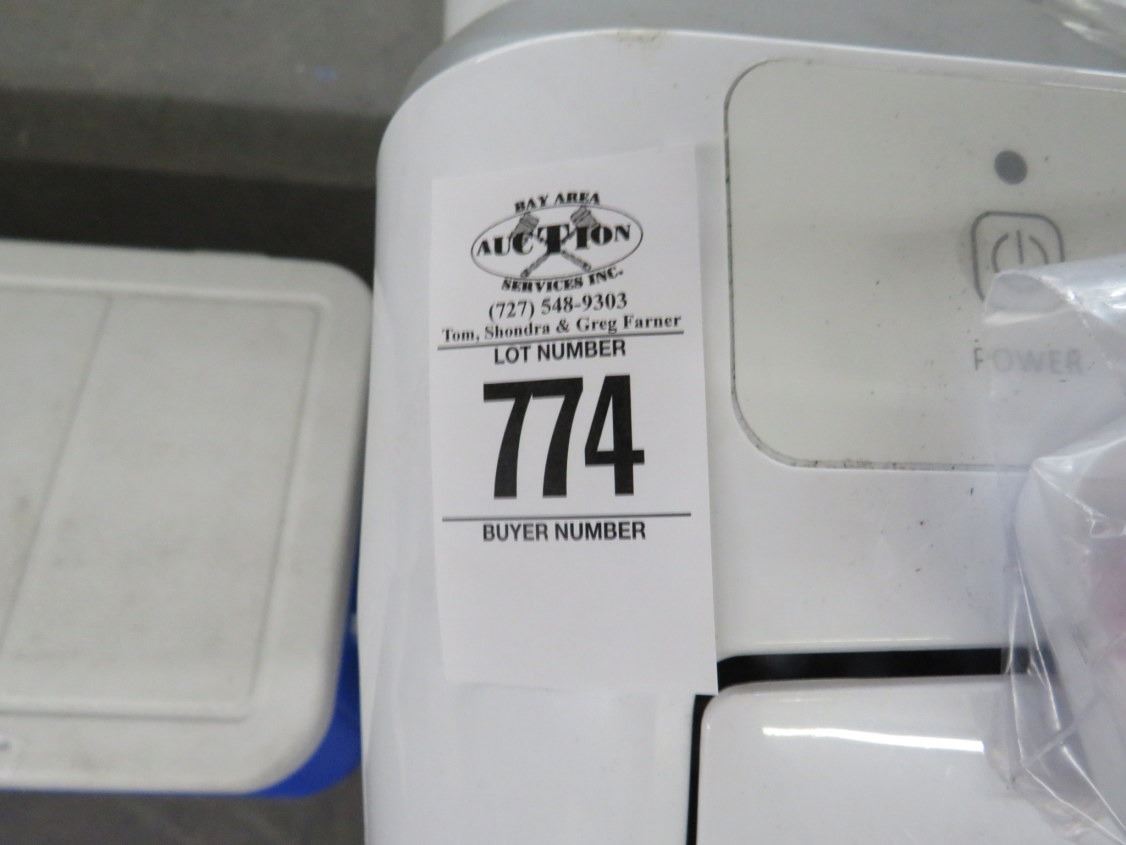 BAY AREA
AUCTION
SERVICES INC.
(727) 548-9303
Tom, Shondra & Greg Farner
LOT NUMBER
774
BUYER NUMBER
POWER